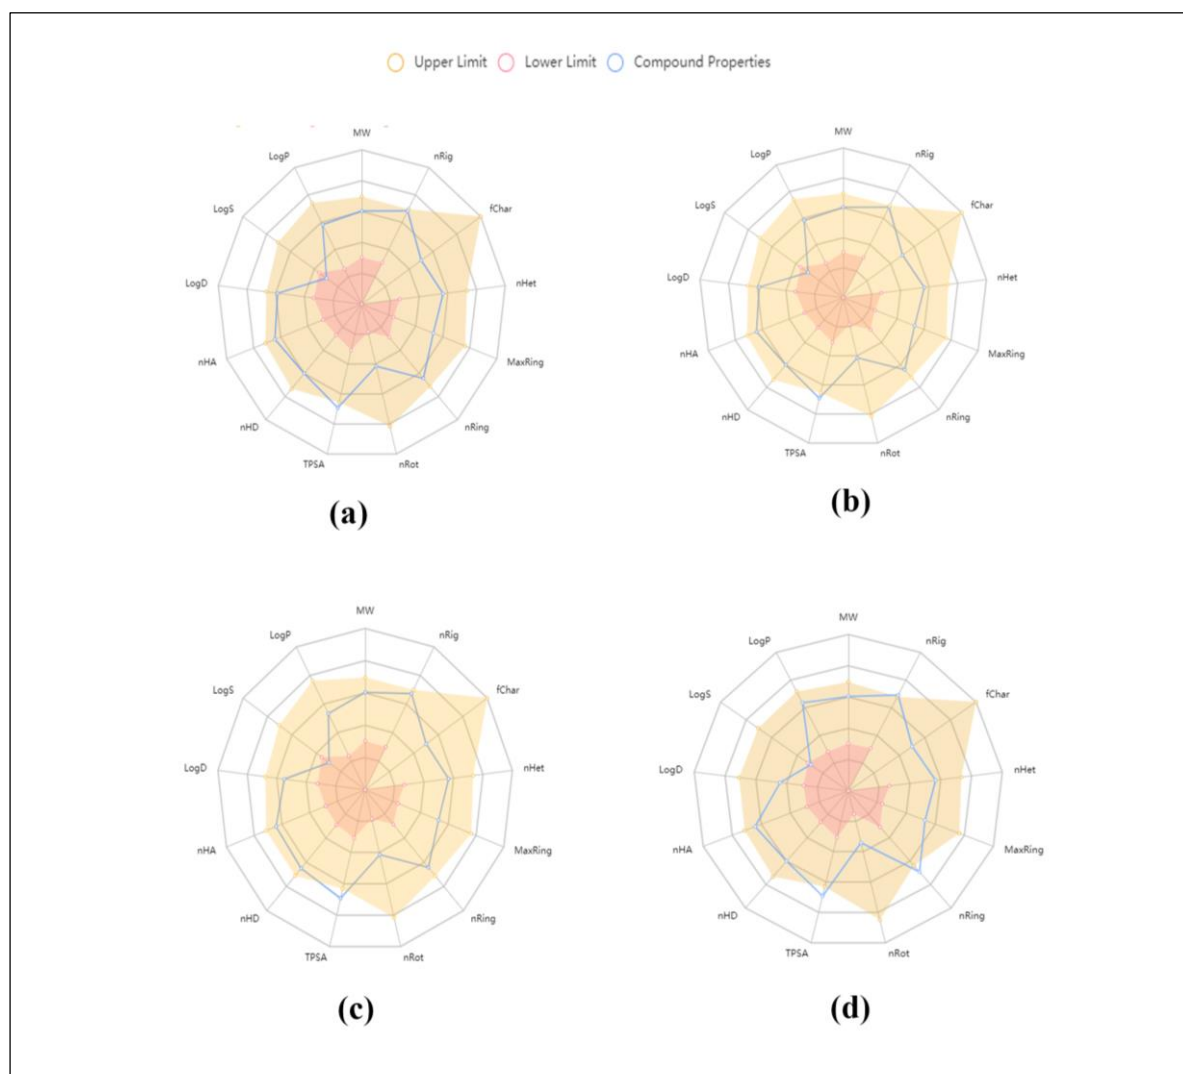 Upper Limit Lower Limit Compound Properties
MW
LogP nRig
LogS fChar
LogD nHet
nHA MaxRing
nHD nRing
TPSA nRot
(a)
MW
LogP nRig
LogS fChar
LogD nHet
nHA MaxRing
nHD nRing
TPSA nRot
(b)
MW
LogP nRig
LogS fChar
LogD nHet
nHA MaxRing
nHD nRing
TPSA nRot
(c)
MW
LogP nRig
LogS fChar
LogD nHet
nHA MaxRing
nHD nRing
TPSA nRot
(d)